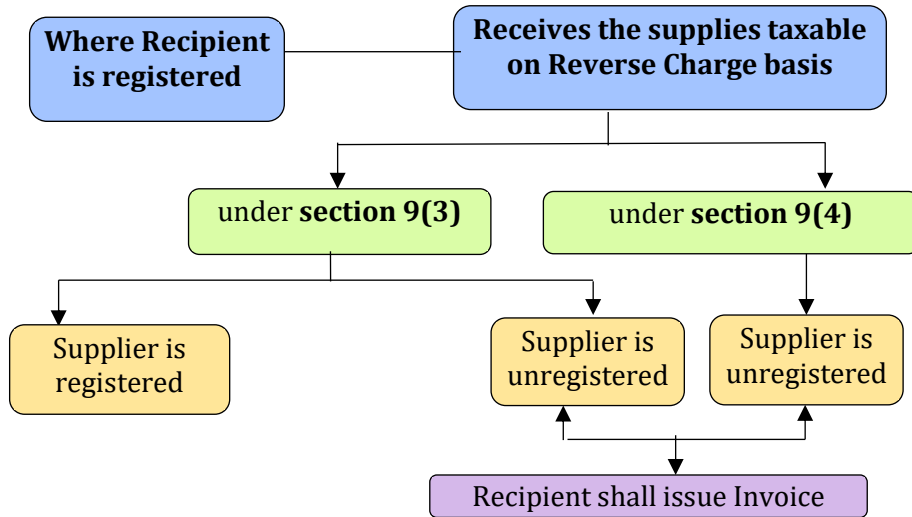 Where Recipient
is registered
Receives the supplies taxable
on Reverse Charge basis
under section 9(3)
under section 9(4)
Supplier is
registered
Supplier is
unregistered
Supplier is
unregistered
Recipient shall issue Invoice